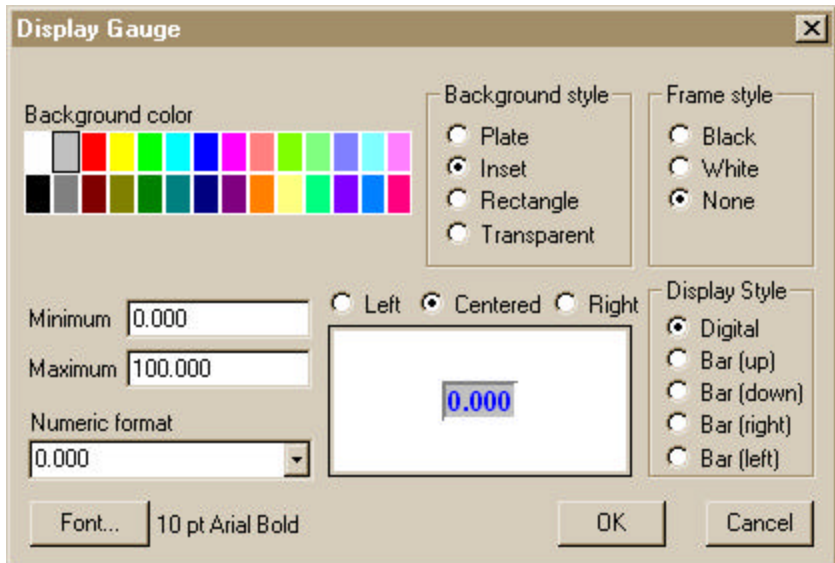 Display Gauge
Background color
Background style
Plate
Inset
Rectangle
Transparent
Frame style
Black
White
None
Minimum 0.000
Maximum 100.000
Numeric format
0.000
Left Centered Right
0.000
Display Style
Digital
Bar (up)
Bar (down)
Bar (right)
Bar (left)
Font... 10 pt Arial Bold
OK Cancel